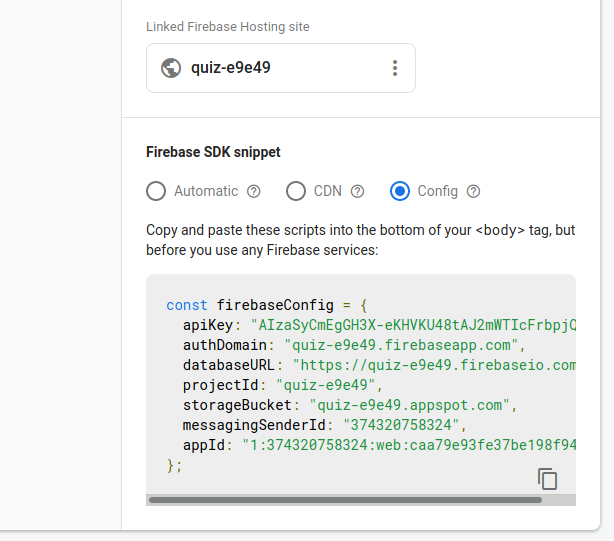 Linked Firebase Hosting site
quiz-e9e49
Firebase SDK snippet
Automatic CDN Config
Copy and paste these scripts into the bottom of your <body> tag, but
before you use any Firebase services:
const firebaseConfig = {
apiKey: "AIzaSyCmEgGH3X-eKHVKU48tAJ2mWTIcFrbpjQ
authDomain: "quiz-e9e49.firebaseapp.com",
databaseURL: "https://quiz-e9e49.firebaseio.com
projectId: "quiz-e9e49",
storageBucket: "quiz-e9e49.appspot.com",
messagingSenderId: "374320758324",
appId: "1:374320758324:web:caa79e93fe37be198f94
};